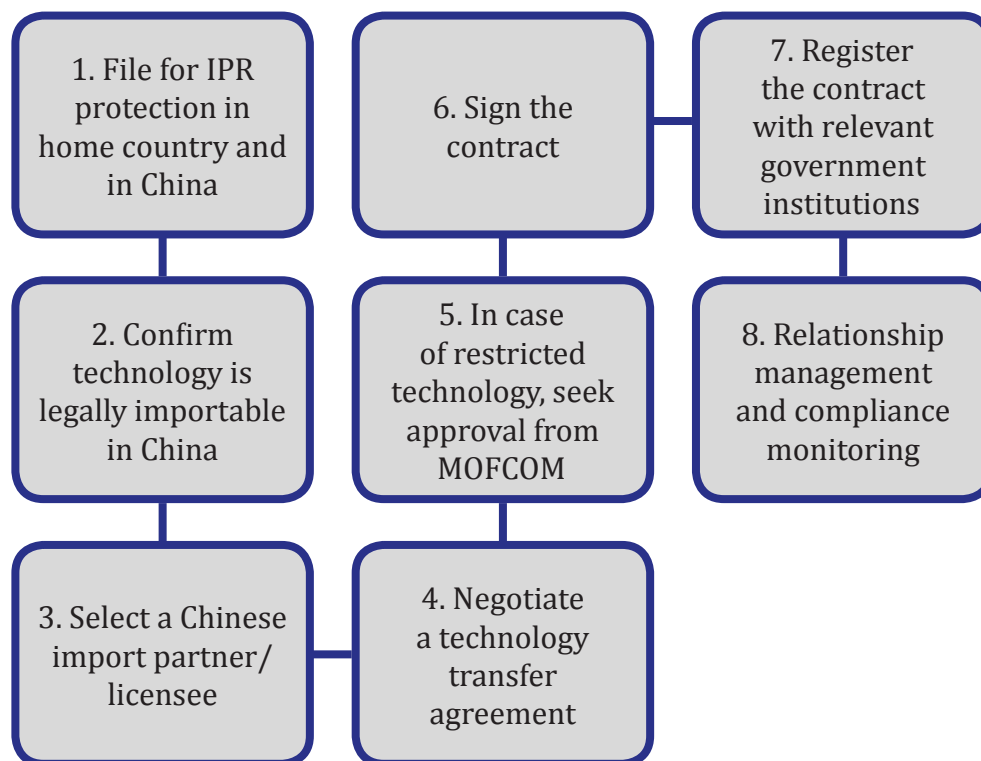 1. File for IPR
protection in
home country and
in China
2. Confirm
technology is
legally importable
in China
3. Select a Chinese
import partner/
licensee
4. Negotiate
a technology
transfer
agreement
5. In case
of restricted
technology, seek
approval from
MOFCOM
6. Sign the
contract
7. Register
the contract
with relevant
government
institutions
8. Relationship
management
and compliance
monitoring